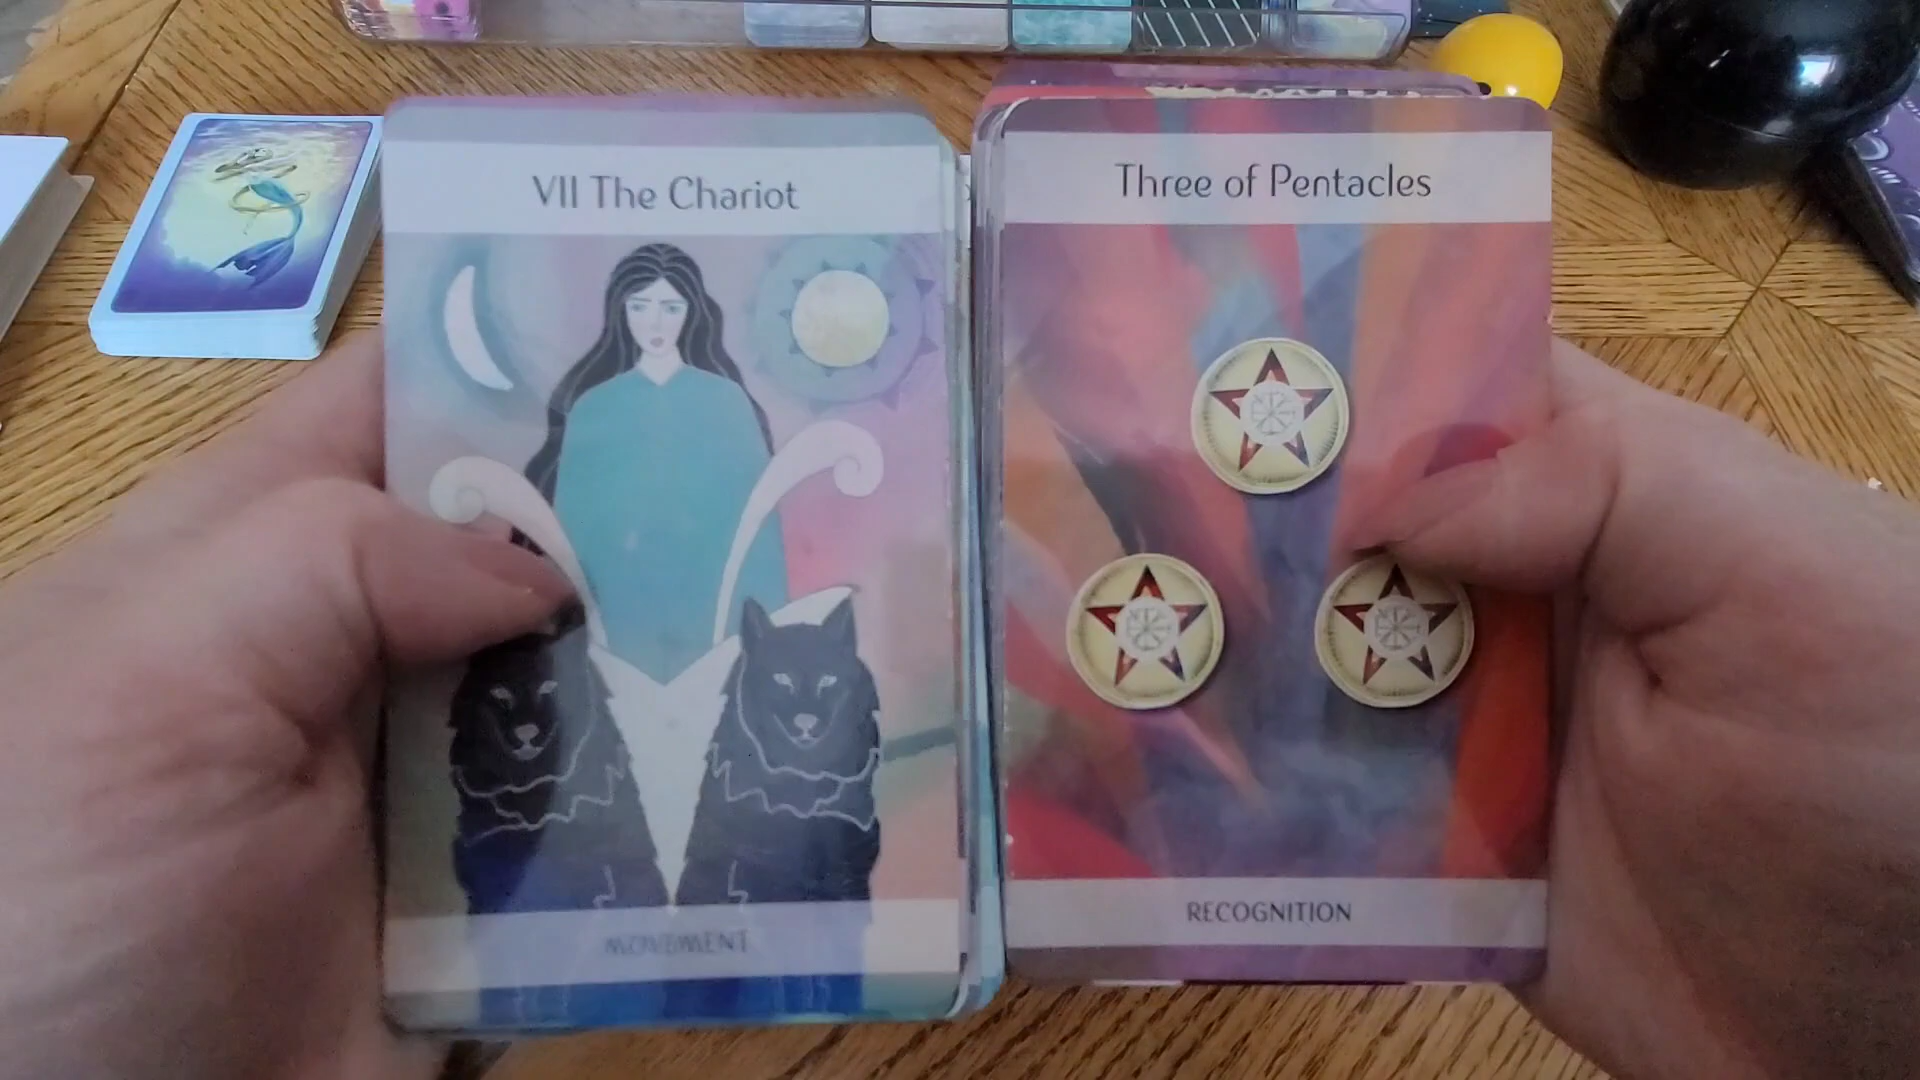 VII The Chariot
MOVEMENT
Three of Pentacles
RECOGNITION